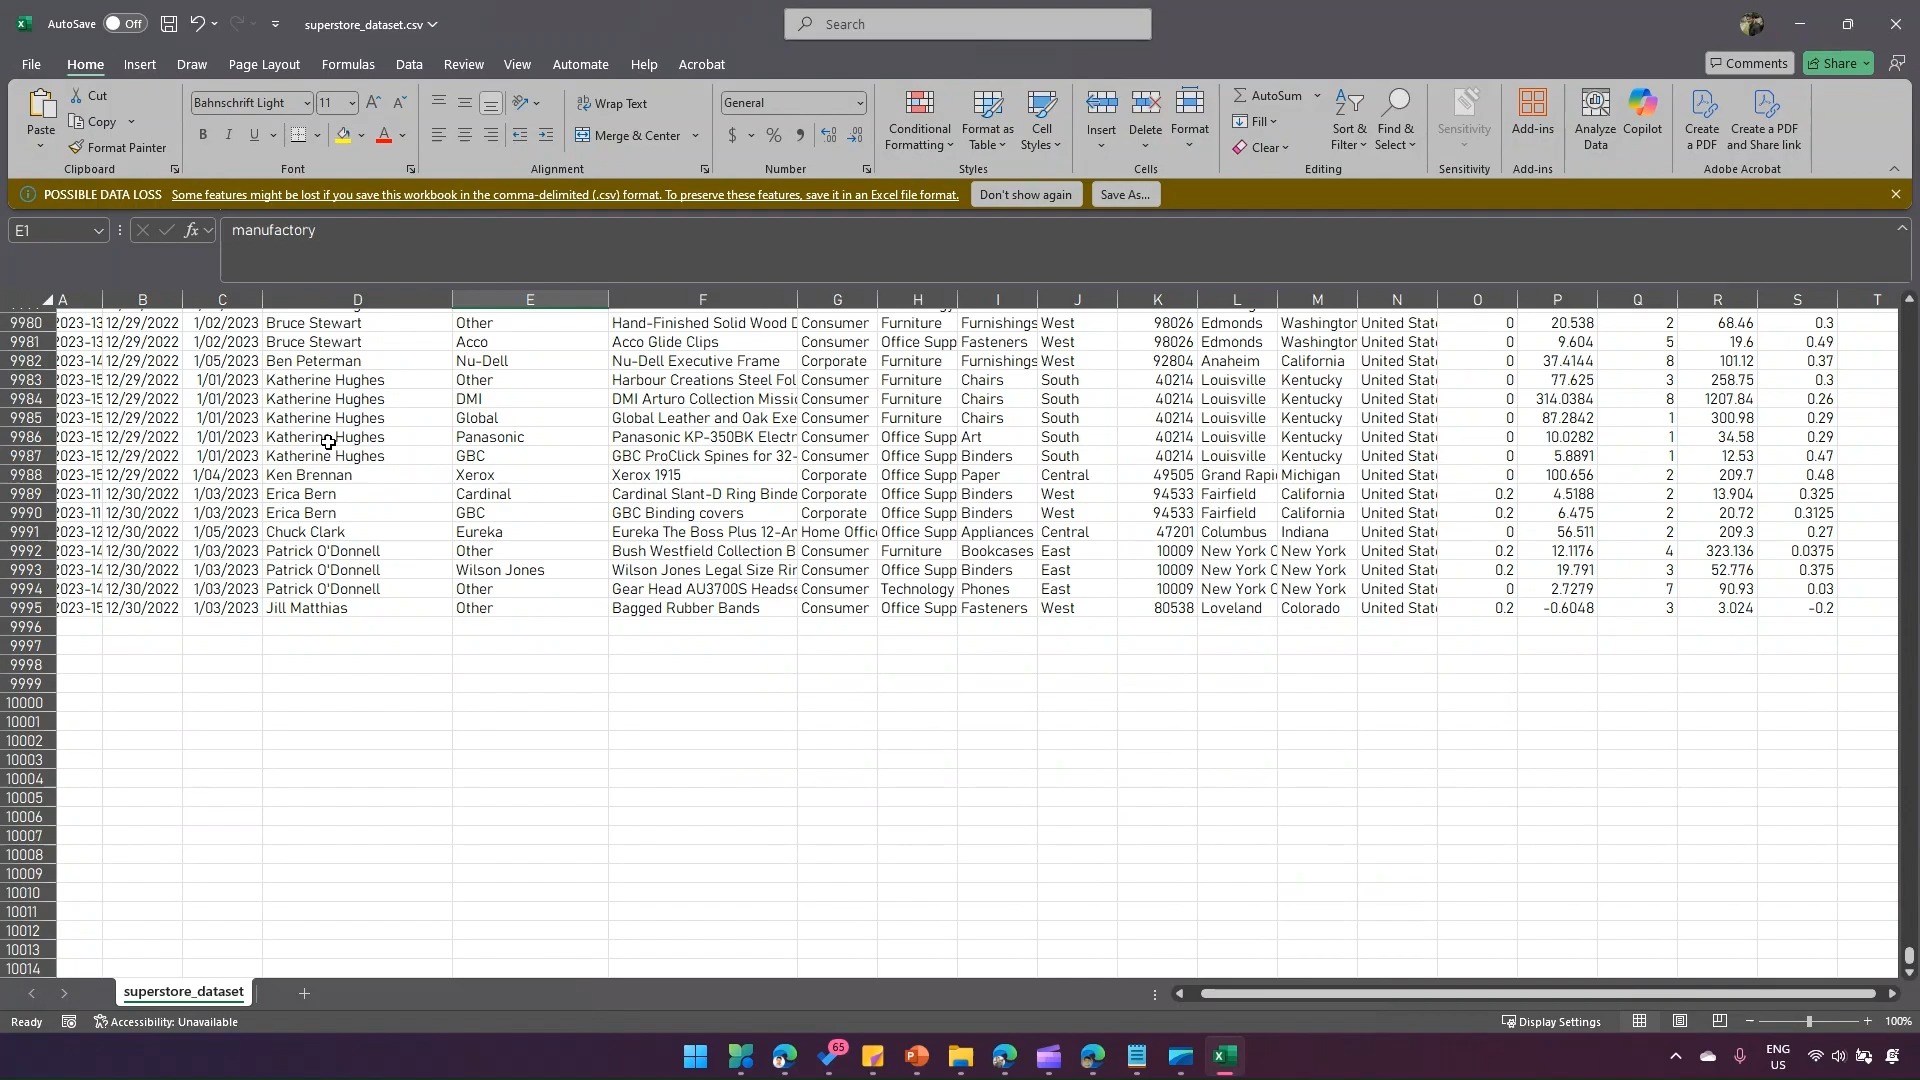 AutoSave Off superstore_dataset.csv Search
File Home Insert Draw Page Layout Formulas Data Review View Automate Help Acrobat Comments Share
Paste Cut Copy Format Painter Clipboard
Bahnschrift Light 11 B I U Font
Wrap Text Merge & Center Alignment
General $ % Number
Conditional Formatting Format as Table Cell Styles Styles
Insert Delete Format Cells
AutoSum Fill Clear Sort & Filter Find & Select Editing
Sensitivity Sensitivity
Add-ins Add-ins
Analyze Data Copilot
Create a PDF Create a PDF and Share link Adobe Acrobat
POSSIBLE DATA LOSS Some features might be lost if you save this workbook in the comma-delimited (.csv) format. To preserve these features, save it in an Excel file format. Don't show again Save As...
E1 fx manufactory
A B C D E F G H I J K L M N O P Q R S T
9980 2023-13 12/29/2022 1/02/2023 Bruce Stewart Other Hand-Finished Solid Wood D Consumer Furniture Furnishings West 98026 Edmonds Washington United State 0 20.538 2 68.46 0.3
9981 2023-13 12/29/2022 1/02/2023 Bruce Stewart Acco Acco Glide Clips Consumer Office Supp Fasteners West 98026 Edmonds Washington United State 0 9.604 5 19.6 0.49
9982 2023-14 12/29/2022 1/05/2023 Ben Peterman Nu-Dell Nu-Dell Executive Frame Corporate Furniture Furnishings West 92804 Anaheim California United State 0 37.4144 8 101.12 0.37
9983 2023-15 12/29/2022 1/01/2023 Katherine Hughes Other Harbour Creations Steel Fol Consumer Furniture Chairs South 40214 Louisville Kentucky United State 0 77.625 3 258.75 0.3
9984 2023-15 12/29/2022 1/01/2023 Katherine Hughes DMI DMI Arturo Collection Missic Consumer Furniture Chairs South 40214 Louisville Kentucky United State 0 314.0384 8 1207.84 0.26
9985 2023-15 12/29/2022 1/01/2023 Katherine Hughes Global Global Leather and Oak Exe Consumer Furniture Chairs South 40214 Louisville Kentucky United State 0 87.2842 1 300.98 0.29
9986 2023-15 12/29/2022 1/01/2023 Katherine Hughes Panasonic Panasonic KP-350BK Electr Consumer Office Supp Art South 40214 Louisville Kentucky United State 0 10.0282 1 34.58 0.29
9987 2023-15 12/29/2022 1/01/2023 Katherine Hughes GBC GBC ProClick Spines for 32- Consumer Office Supp Binders South 40214 Louisville Kentucky United State 0 5.8891 1 12.53 0.47
9988 2023-15 12/29/2022 1/04/2023 Ken Brennan Xerox Xerox 1915 Corporate Office Supp Paper Central 49505 Grand Rapi Michigan United State 0 100.656 2 209.7 0.48
9989 2023-11 12/30/2022 1/03/2023 Erica Bern Cardinal Cardinal Slant-D Ring Binde Corporate Office Supp Binders West 94533 Fairfield California United State 0.2 4.5188 2 13.904 0.325
9990 2023-11 12/30/2022 1/03/2023 Erica Bern GBC GBC Binding covers Corporate Office Supp Binders West 94533 Fairfield California United State 0.2 6.475 2 20.72 0.3125
9991 2023-12 12/30/2022 1/05/2023 Chuck Clark Eureka Eureka The Boss Plus 12-Ar Home Office Office Supp Appliances Central 47201 Columbus Indiana United State 0 56.511 2 209.3 0.27
9992 2023-14 12/30/2022 1/03/2023 Patrick O'Donnell Other Bush Westfield Collection B Consumer Furniture Bookcases East 10009 New York C New York United State 0.2 12.1176 4 323.136 0.0375
9993 2023-14 12/30/2022 1/03/2023 Patrick O'Donnell Wilson Jones Wilson Jones Legal Size Rir Consumer Office Supp Binders East 10009 New York C New York United State 0.2 19.791 3 52.776 0.375
9994 2023-14 12/30/2022 1/03/2023 Patrick O'Donnell Other Gear Head AU3700S Headse Consumer Technology Phones East 10009 New York C New York United State 0 2.7279 7 90.93 0.03
9995 2023-15 12/30/2022 1/03/2023 Jill Matthias Other Bagged Rubber Bands Consumer Office Supp Fasteners West 80538 Loveland Colorado United State 0.2 -0.6048 3 3.024 -0.2
9996
9997
9998
9999
10000
10001
10002
10003
10004
10005
10006
10007
10008
10009
10010
10011
10012
10013
10014
superstore_dataset
Ready Accessibility: Unavailable Display Settings 100%
65 ENG US